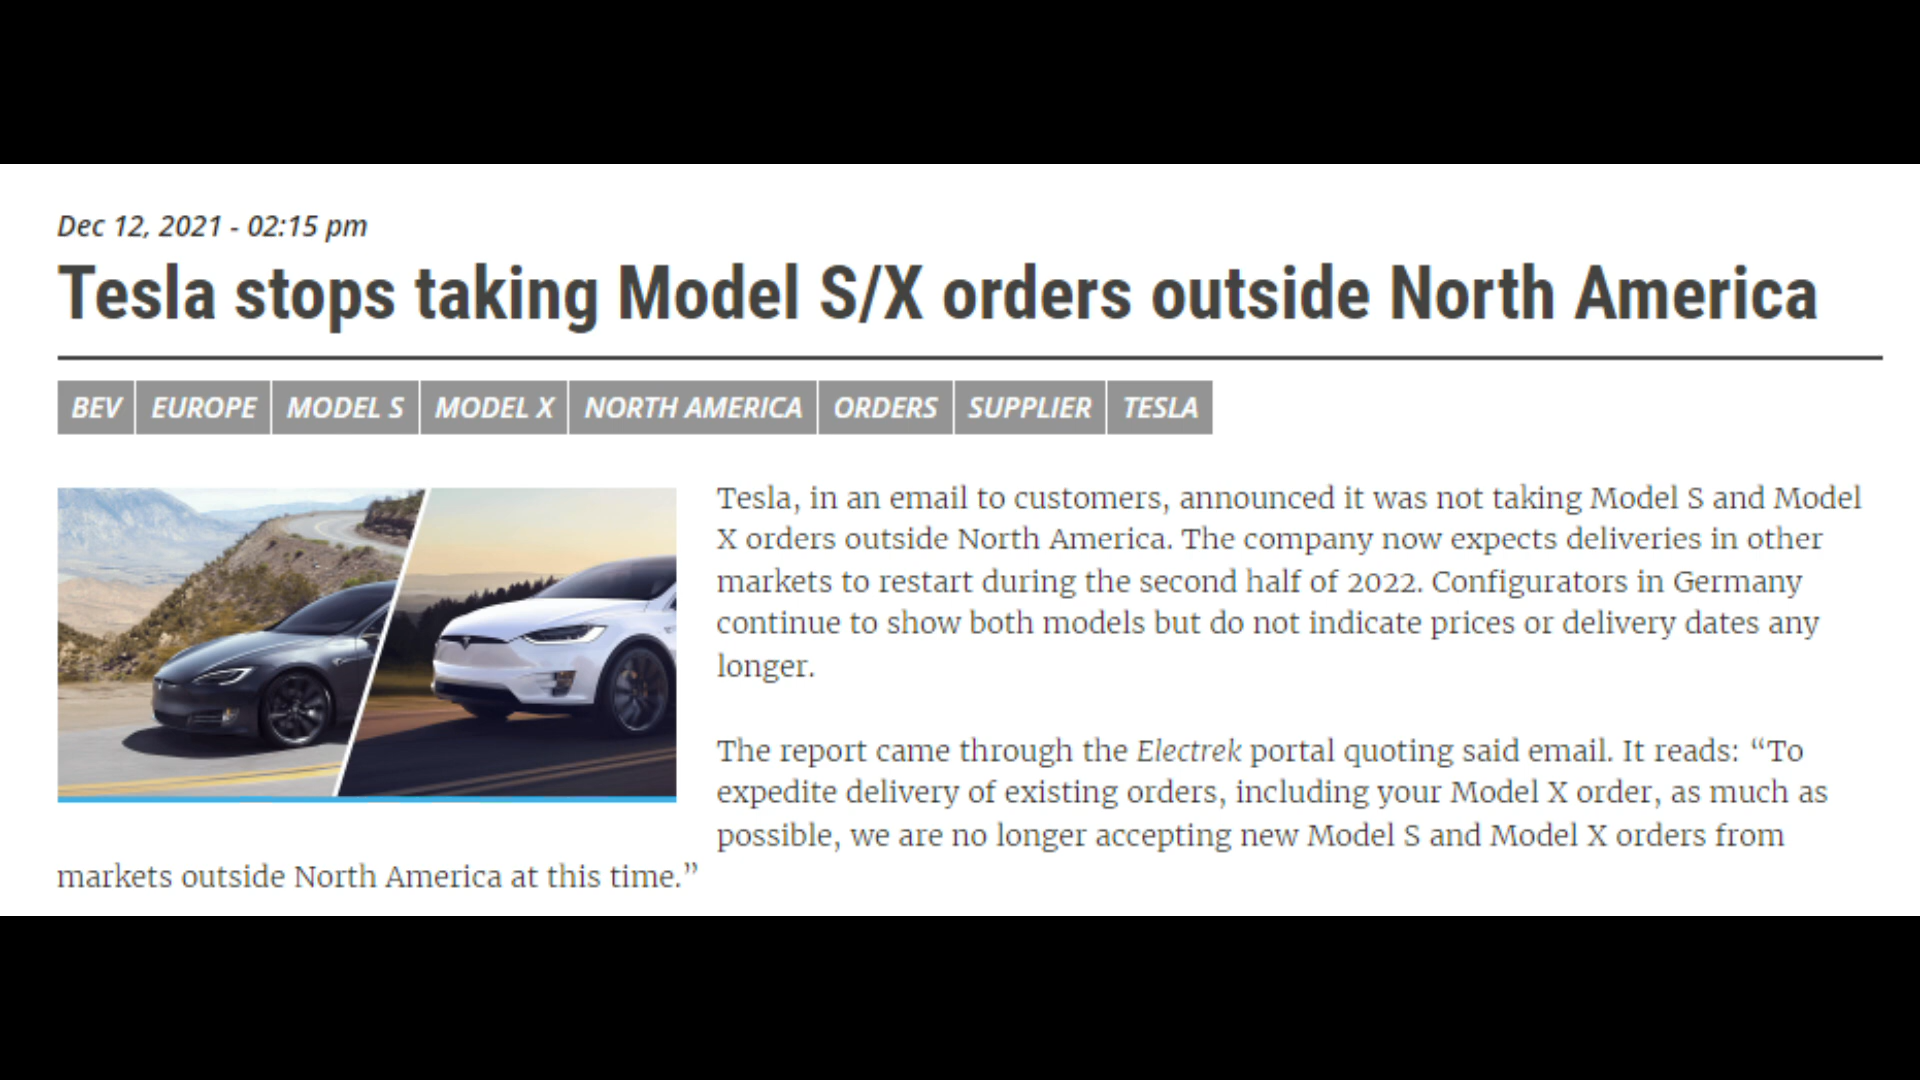 Dec 12, 2021 - 02:15 pm
Tesla stops taking Model S/X orders outside North America
BEV EUROPE MODEL S MODEL X NORTH AMERICA ORDERS SUPPLIER TESLA
Tesla, in an email to customers, announced it was not taking Model S and Model
X orders outside North America. The company now expects deliveries in other
markets to restart during the second half of 2022. Configurators in Germany
continue to show both models but do not indicate prices or delivery dates any
longer.
The report came through the Electrek portal quoting said email. It reads: “To
expedite delivery of existing orders, including your Model X order, as much as
possible, we are no longer accepting new Model S and Model X orders from
markets outside North America at this time.”